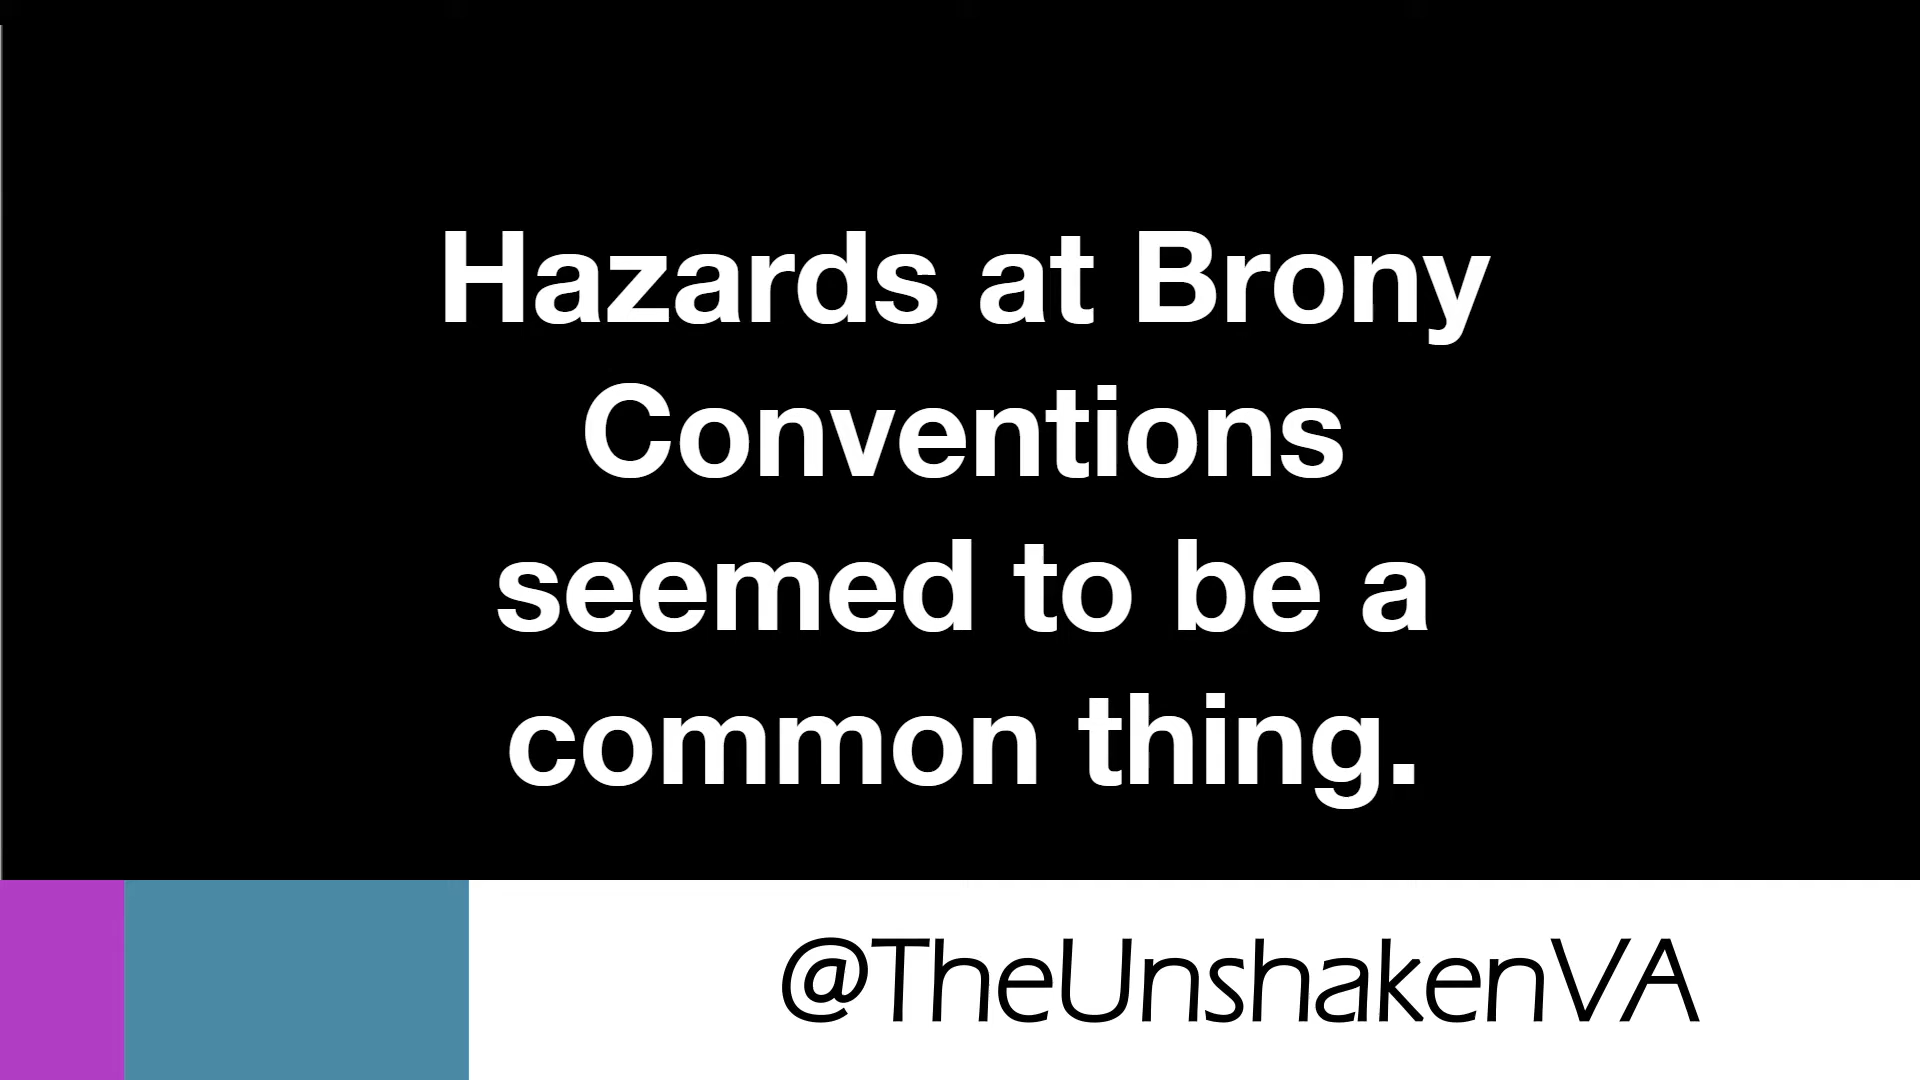 Hazards at Brony
Conventions
seemed to be a
common thing.
@TheUnshakenVA